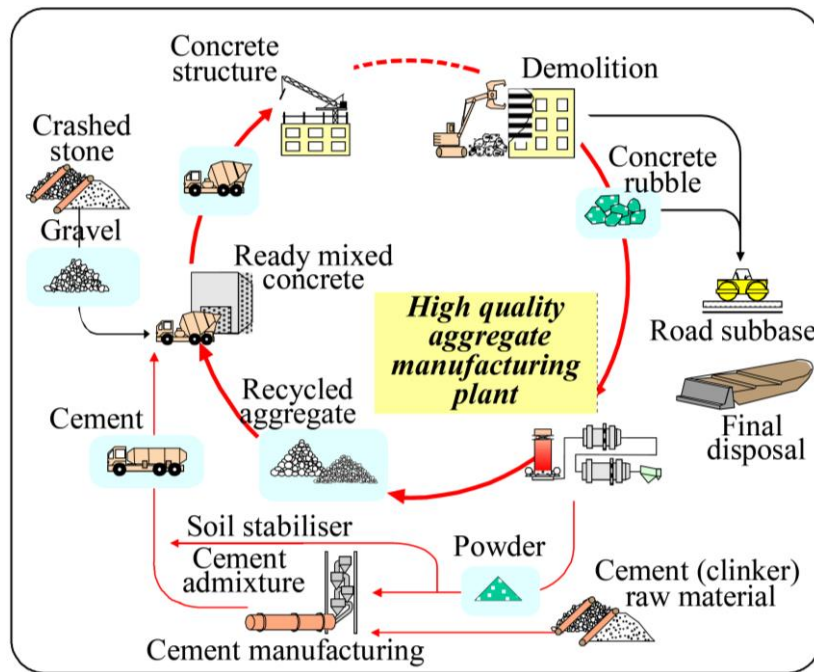 Concrete
structure
Demolition
Crashed
stone
Concrete
rubble
Gravel
Ready mixed
concrete
High quality
aggregate
manufacturing
plant
Road subbase
Recycled
aggregate
Cement
Final
disposal
Soil stabiliser
Powder
Cement
admixture
Cement (clinker)
raw material
Cement manufacturing